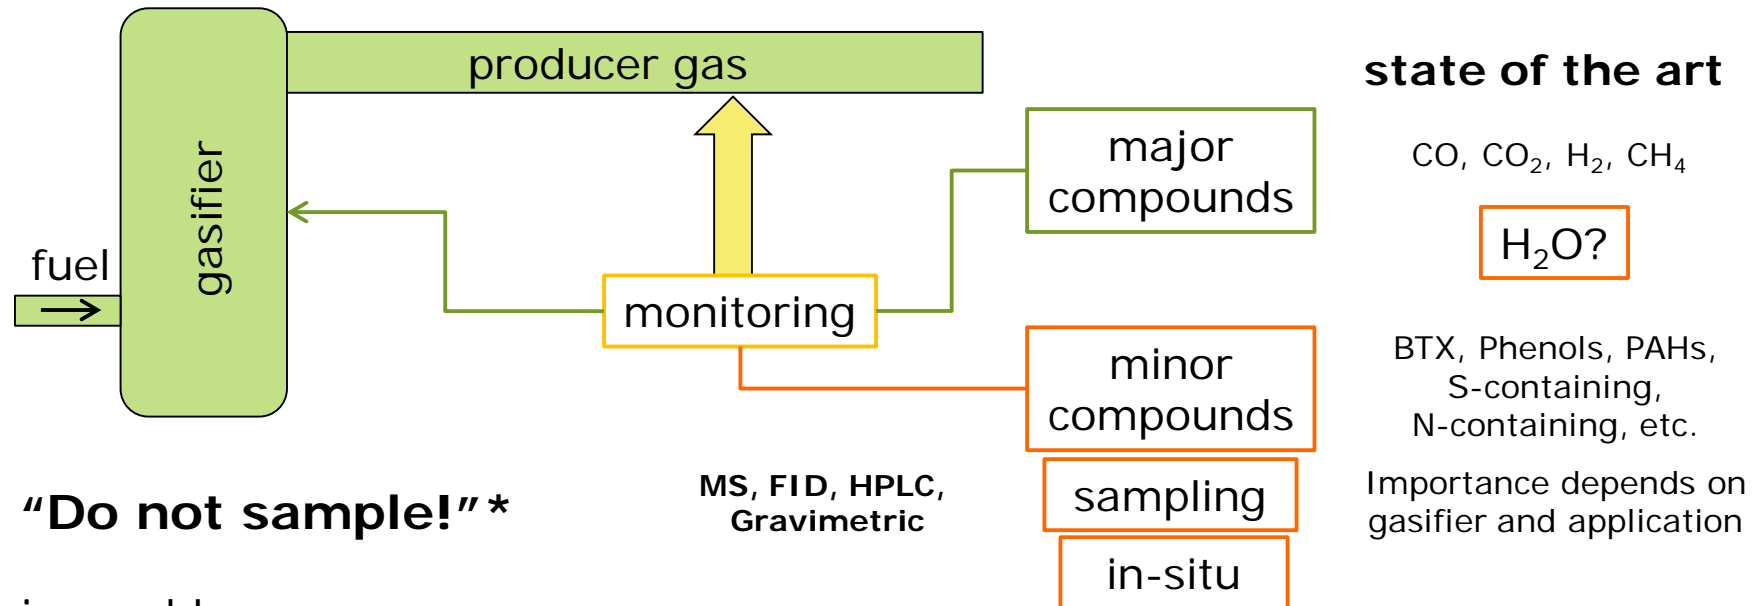 producer gas
state of the art
gasifier
fuel
major
compounds
CO, CO₂, H₂, CH₄
H₂O?
monitoring
minor
compounds
BTX, Phenols, PAHs,
S-containing,
N-containing, etc.
"Do not sample!"*
MS, FID, HPLC,
Gravimetric
sampling
Importance depends on
gasifier and application
in-situ